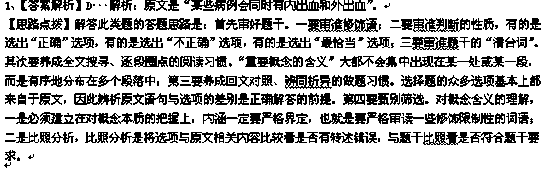 1、【答案解析】D···解析：原文是“某些病例会同时有内出血和外出血”。
【思路点拨】解答此类题的答题思路是：首先审好题干。一要审准修饰语；二要审准判断的性质，有的是
选出“正确”选项，有的是选出“不正确”选项，有的是选出“最恰当”选项；三要审准题干的“潜台词”。
其次要养成全文搜寻、逐段圈点的阅读习惯。“重要概念的含义”大都不会集中出现在某一处或某一段，
而是有序地分布在多个段落中，第三要养成回文对照、辨同析异的做题习惯。选择题的众多选项基本上都
来自于原文，因此辨析原文语句与选项的差别是正确解答的前提。第四要甄别筛选。对概念含义的理解，
一是必须建立在对概念本质的把握上，内涵一定要严格界定，也就是要严格审读一些修饰限制性的词语；
二是比照分析，比照分析是将选项与原文相关内容比较看是否有转述错误，与题干比照看是否符合题干要
求。